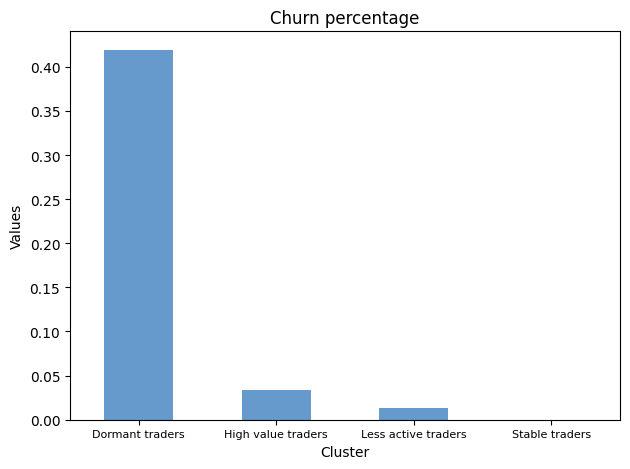 Churn percentage
Values
0.40
0.35
0.30
0.25
0.20
0.15
0.10
0.05
0.00
Dormant traders
High value traders
Less active traders
Stable traders
Cluster